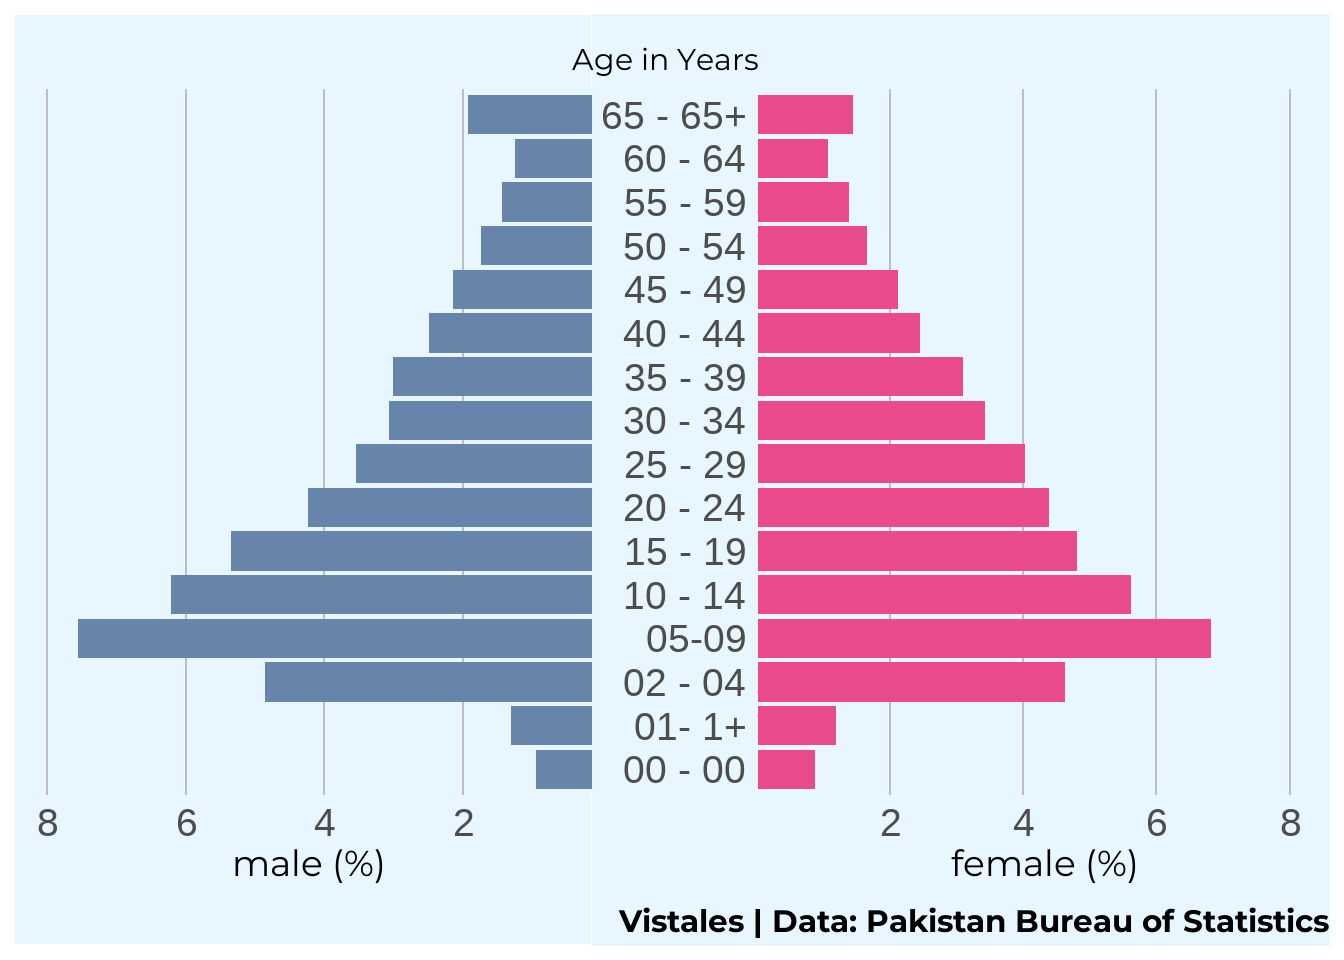 Age in Years
65 - 65+
60 - 64
55 - 59
50 - 54
45 - 49
40 - 44
35 - 39
30 - 34
25 - 29
20 - 24
15 - 19
10 - 14
05-09
02 - 04
01- 1+
00 - 00
8 6 4 2 2 4 6 8
male (%) female (%)
Vistales | Data: Pakistan Bureau of Statistics